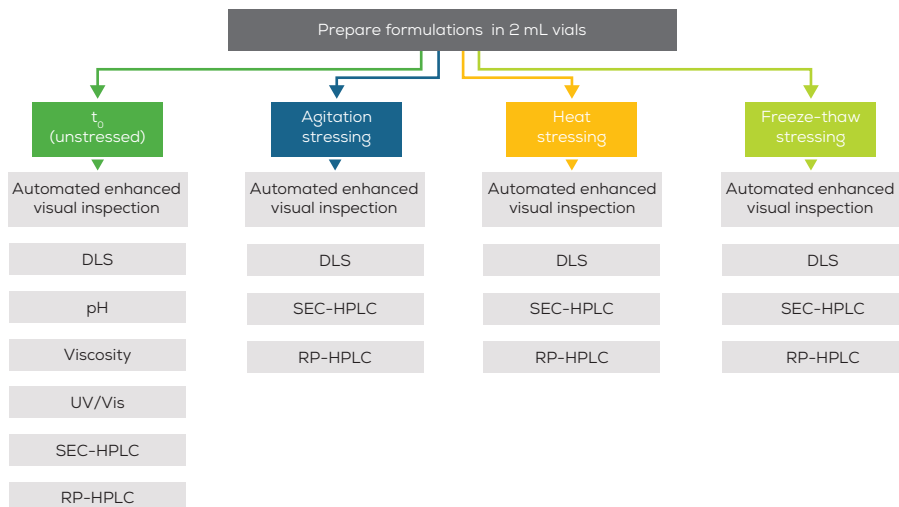 Prepare formulations in 2 mL vials
t0
(unstressed)
Automated enhanced
visual inspection
DLS
pH
Viscosity
UV/Vis
SEC-HPLC
RP-HPLC
Agitation
stressing
Automated enhanced
visual inspection
DLS
SEC-HPLC
RP-HPLC
Heat
stressing
Automated enhanced
visual inspection
DLS
SEC-HPLC
RP-HPLC
Freeze-thaw
stressing
Automated enhanced
visual inspection
DLS
SEC-HPLC
RP-HPLC